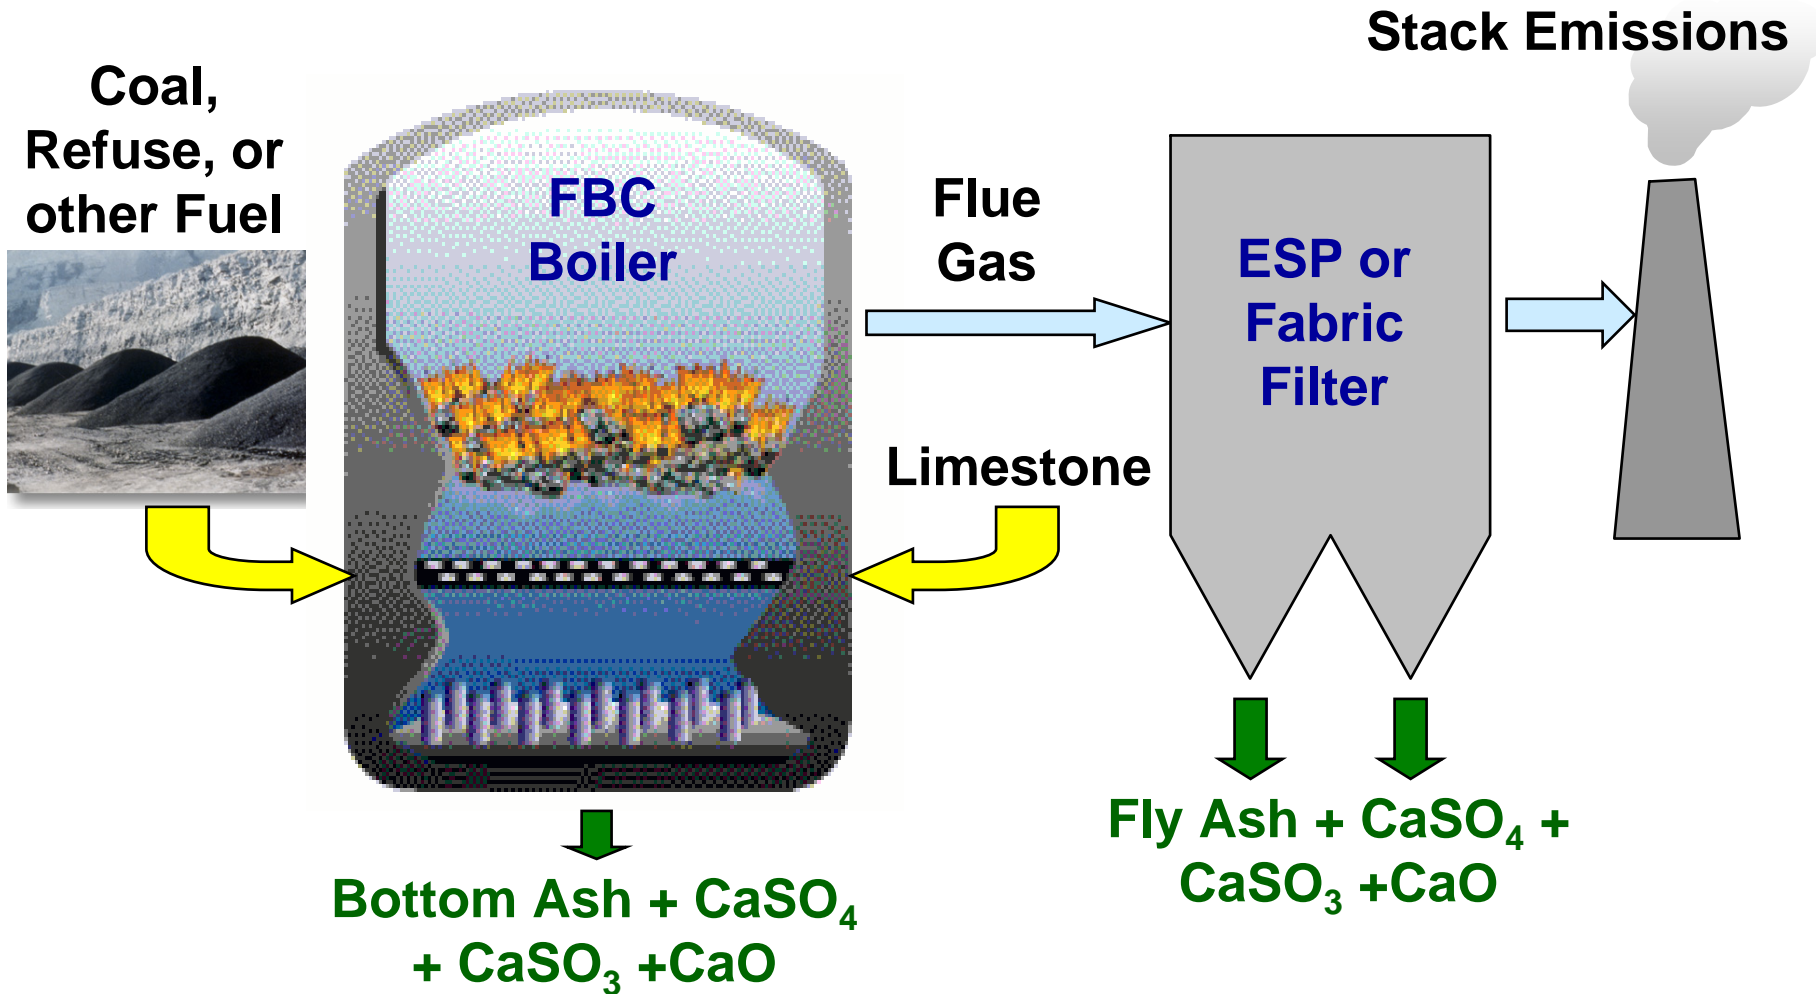 Stack Emissions
Coal,
Refuse, or
other Fuel
FBC
Boiler
Flue
Gas
ESP or
Fabric
Filter
Limestone
Fly Ash + CaSO₄ +
CaSO₃ +CaO
Bottom Ash + CaSO₄
+ CaSO₃ +CaO